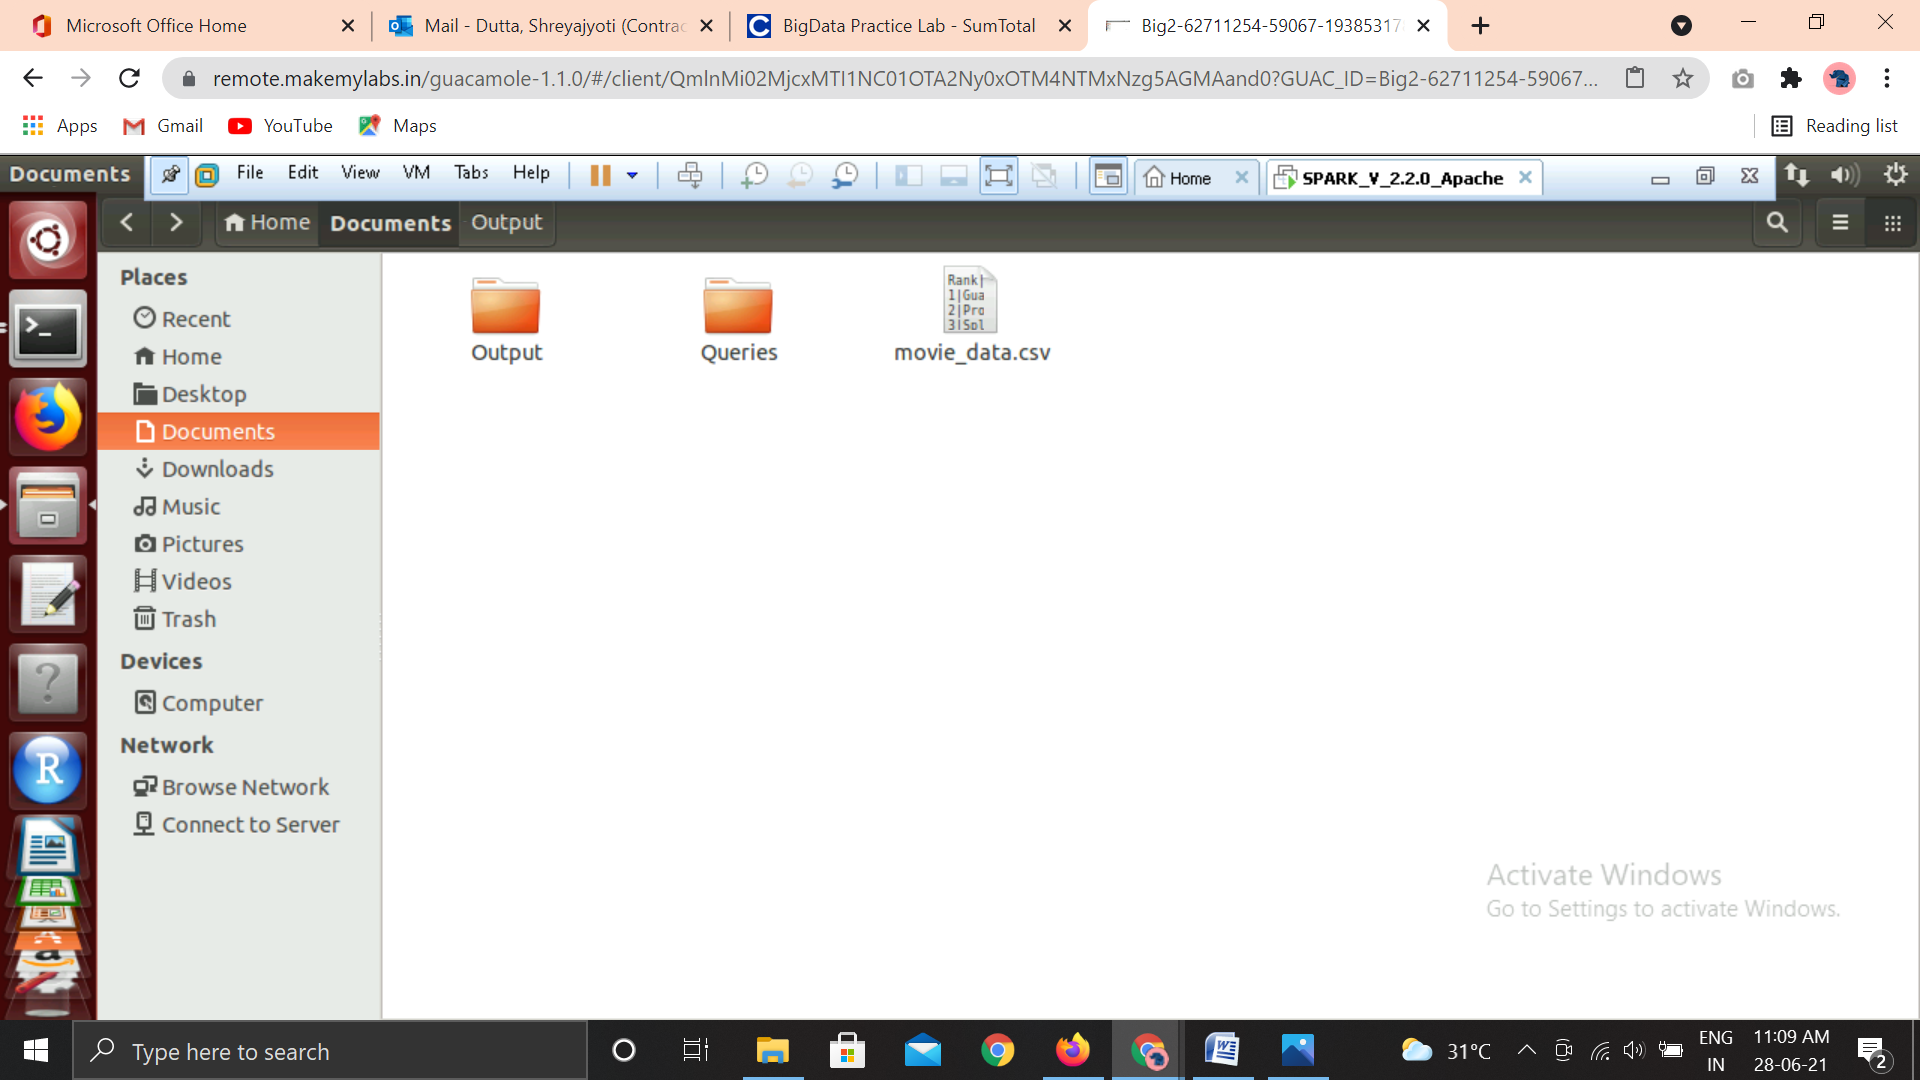 Microsoft Office Home
Mail - Dutta, Shreyajyoti (Contrac
BigData Practice Lab - SumTotal
Big2-62711254-59067-19385317
remote.makemylabs.in/guacamole-1.1.0/#/client/QmlnMi02MjcxMTI1NC01OTA2Ny0xOTM4NTMxNzg5AGMAand0?GUAC_ID=Big2-62711254-59067...
Apps
Gmail
YouTube
Maps
Reading list
Documents
File
Edit
View
VM
Tabs
Help
Home
SPARK_V_2.2.0_Apache
Home
Documents
Output
Places
Recent
Home
Desktop
Documents
Downloads
Music
Pictures
Videos
Trash
Devices
Computer
Network
Browse Network
Connect to Server
Rank|
1|Gua
2|Pro
3|Spl
Output
Queries
movie_data.csv
Activate Windows
Go to Settings to activate Windows.
Type here to search
31°C
ENG
IN
11:09 AM
28-06-21
2